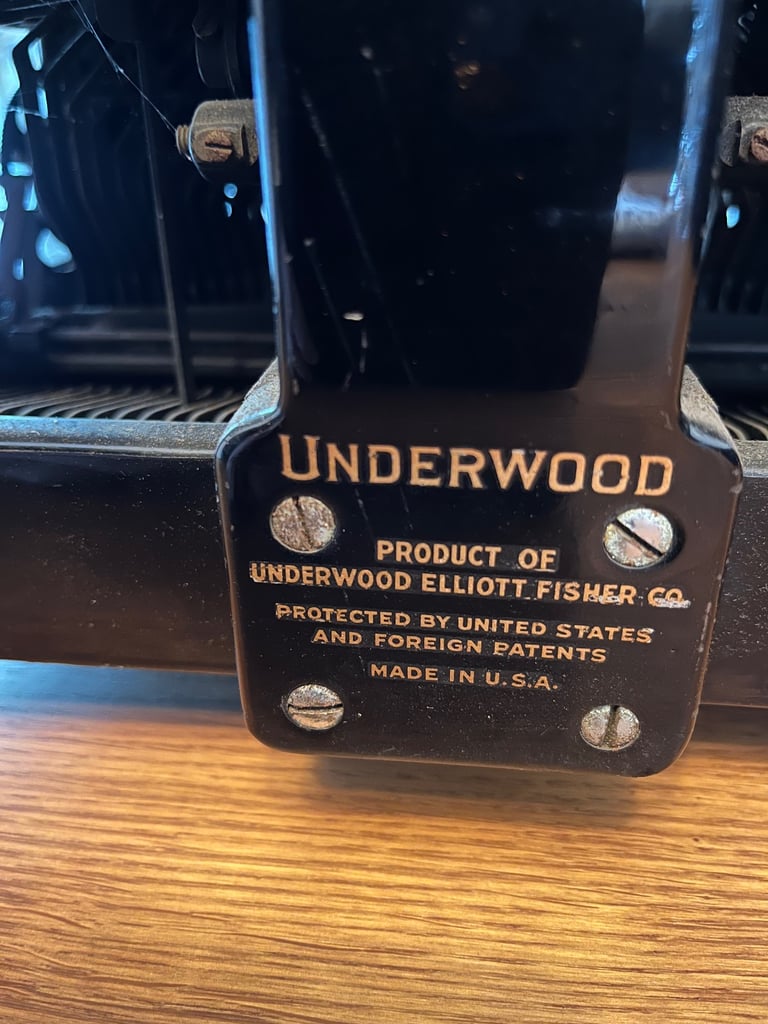 UNDERWOOD
PRODUCT OF
UNDERWOOD ELLIOTT FISHER CO.
PROTECTED BY UNITED STATES
AND FOREIGN PATENTS
MADE IN U.S.A.